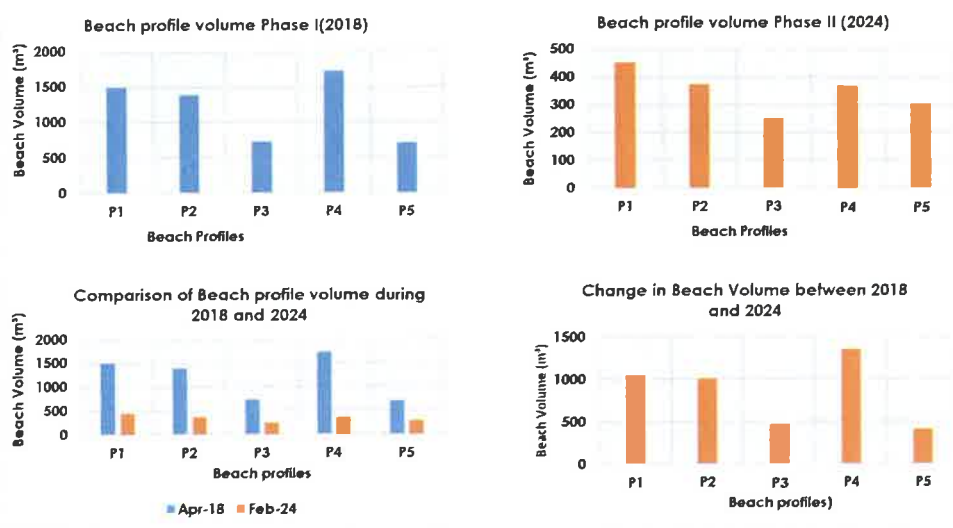 Beach profile volume Phase I(2018)
Beach Volume (m³)
2000
1500
1000
500
0
P1 P2 P3 P4 P5
Beach Profiles
Beach profile volume Phase II (2024)
Beach Volume (m³)
500
400
300
200
100
0
P1 P2 P3 P4 P5
Beach Profiles
Comparison of Beach profile volume during
2018 and 2024
Beach Volume (m³)
2000
1500
1000
500
0
P1 P2 P3 P4 P5
Beach profiles
Apr-18 Feb-24
Change in Beach Volume between 2018
and 2024
Beach Volume (m³)
1500
1000
500
0
P1 P2 P3 P4 P5
Beach profiles)